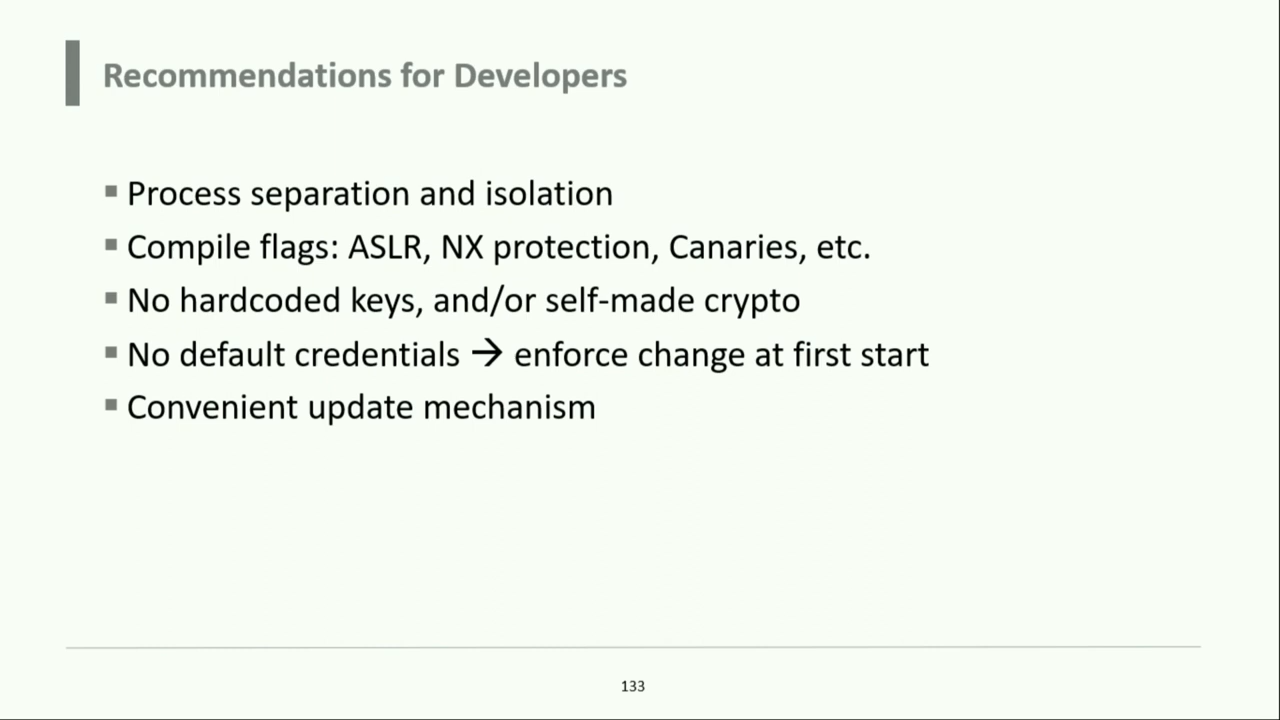 Recommendations for Developers
▪ Process separation and isolation
▪ Compile flags: ASLR, NX protection, Canaries, etc.
▪ No hardcoded keys, and/or self-made crypto
▪ No default credentials → enforce change at first start
▪ Convenient update mechanism
133